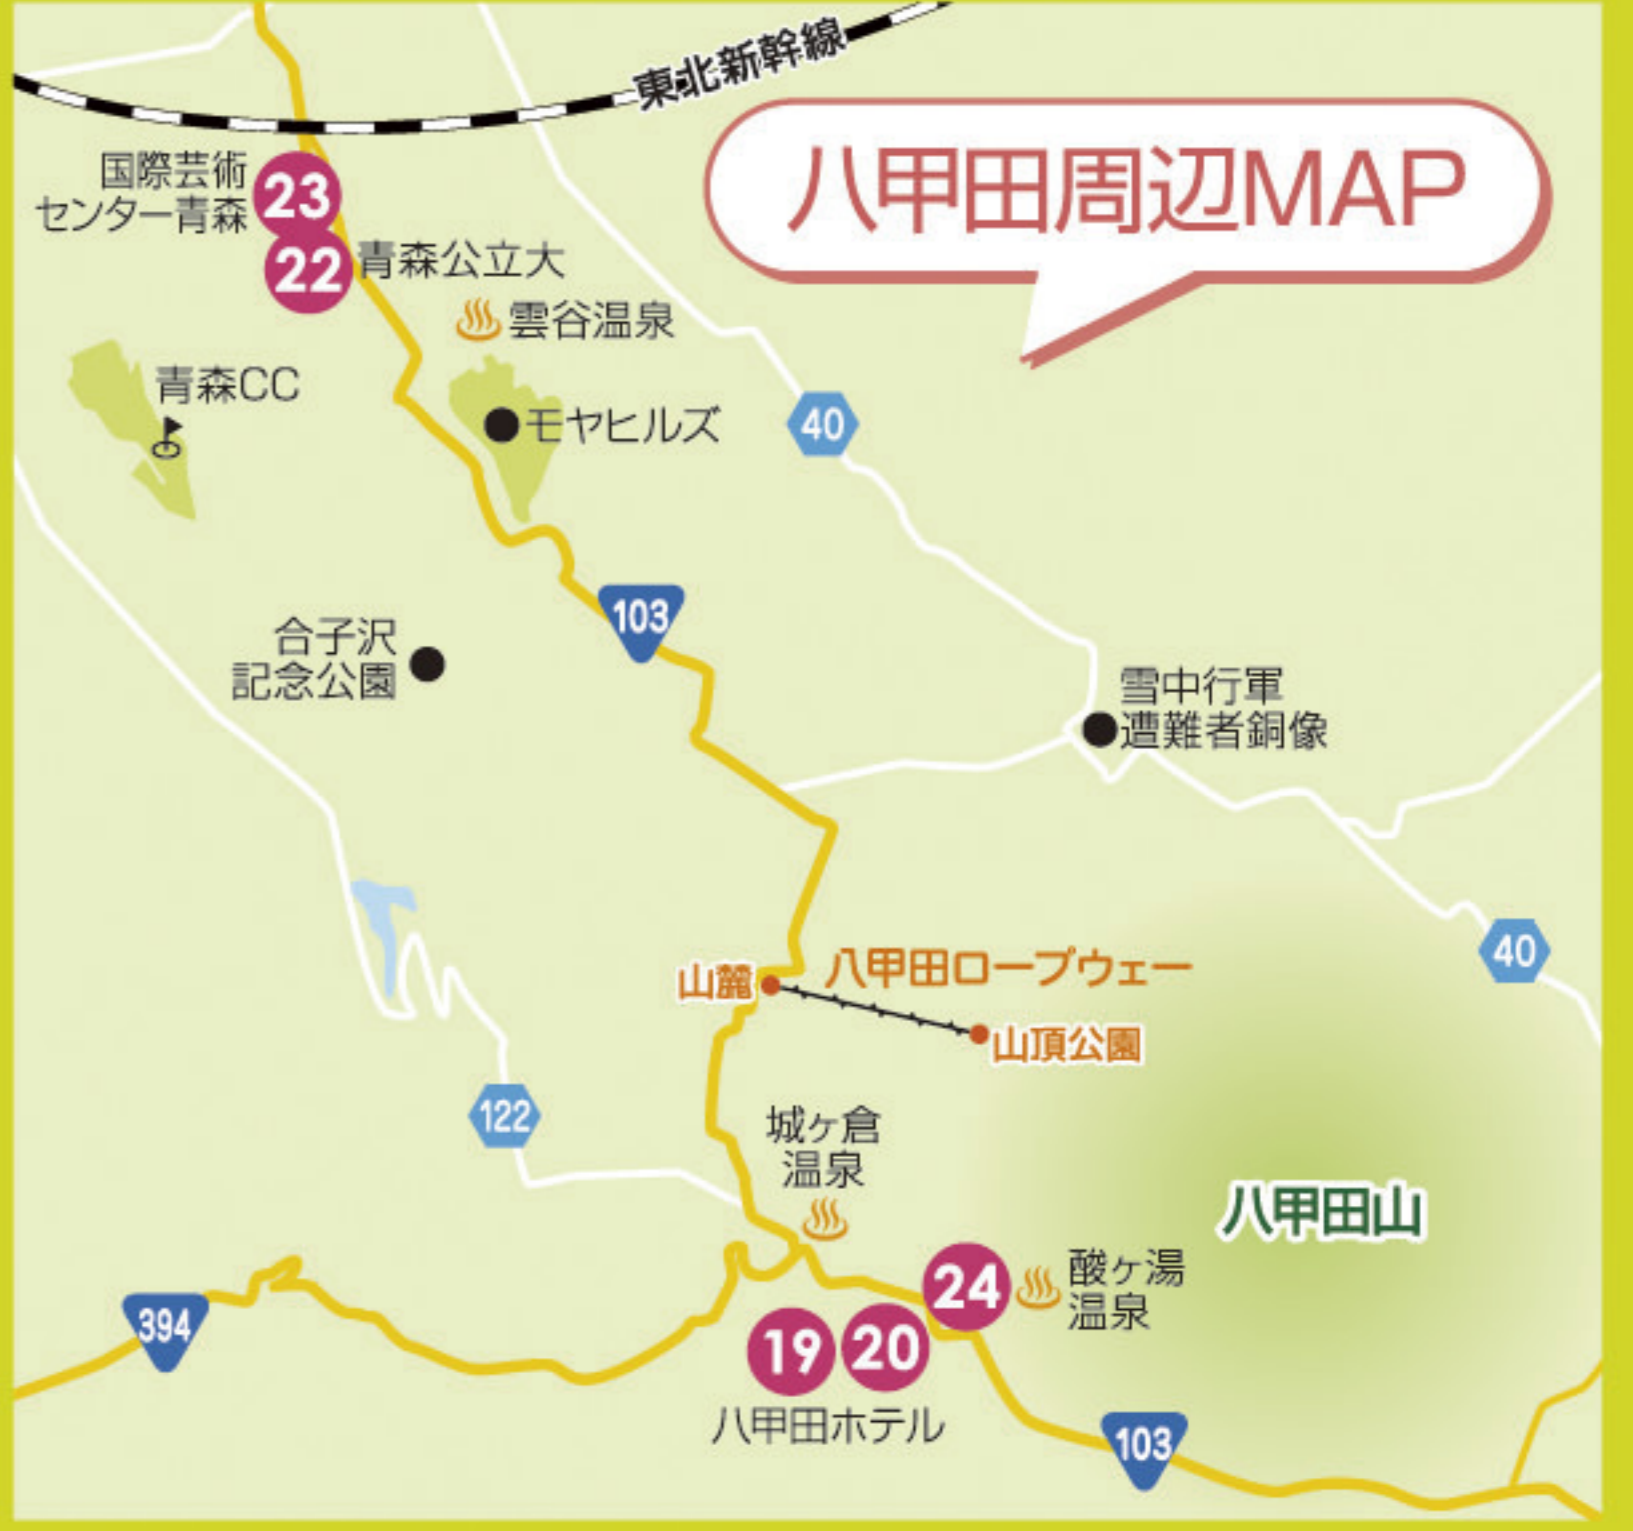 東北新幹線
八甲田周辺MAP
国際芸術
センター青森
23
22
青森公立大
雲谷温泉
青森CC
モヤヒルズ
40
103
合子沢
記念公園
雪中行軍
遭難者銅像
40
山麓
八甲田ロープウェー
山頂公園
122
城ヶ倉
温泉
八甲田山
24
酸ヶ湯
温泉
394
19
20
八甲田ホテル
103